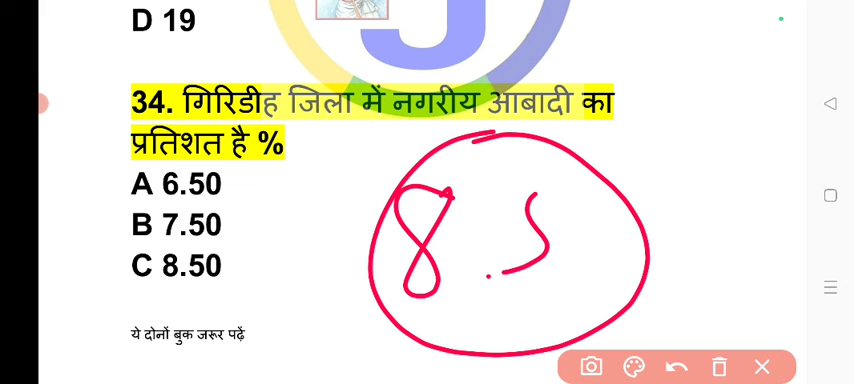 D 19
34. गिरिडीह जिला में नगरीय आबादी का
प्रतिशत है %
A 6.50
B 7.50
C 8.50
8.5
ये दोनों बुक जरूर पढ़ें